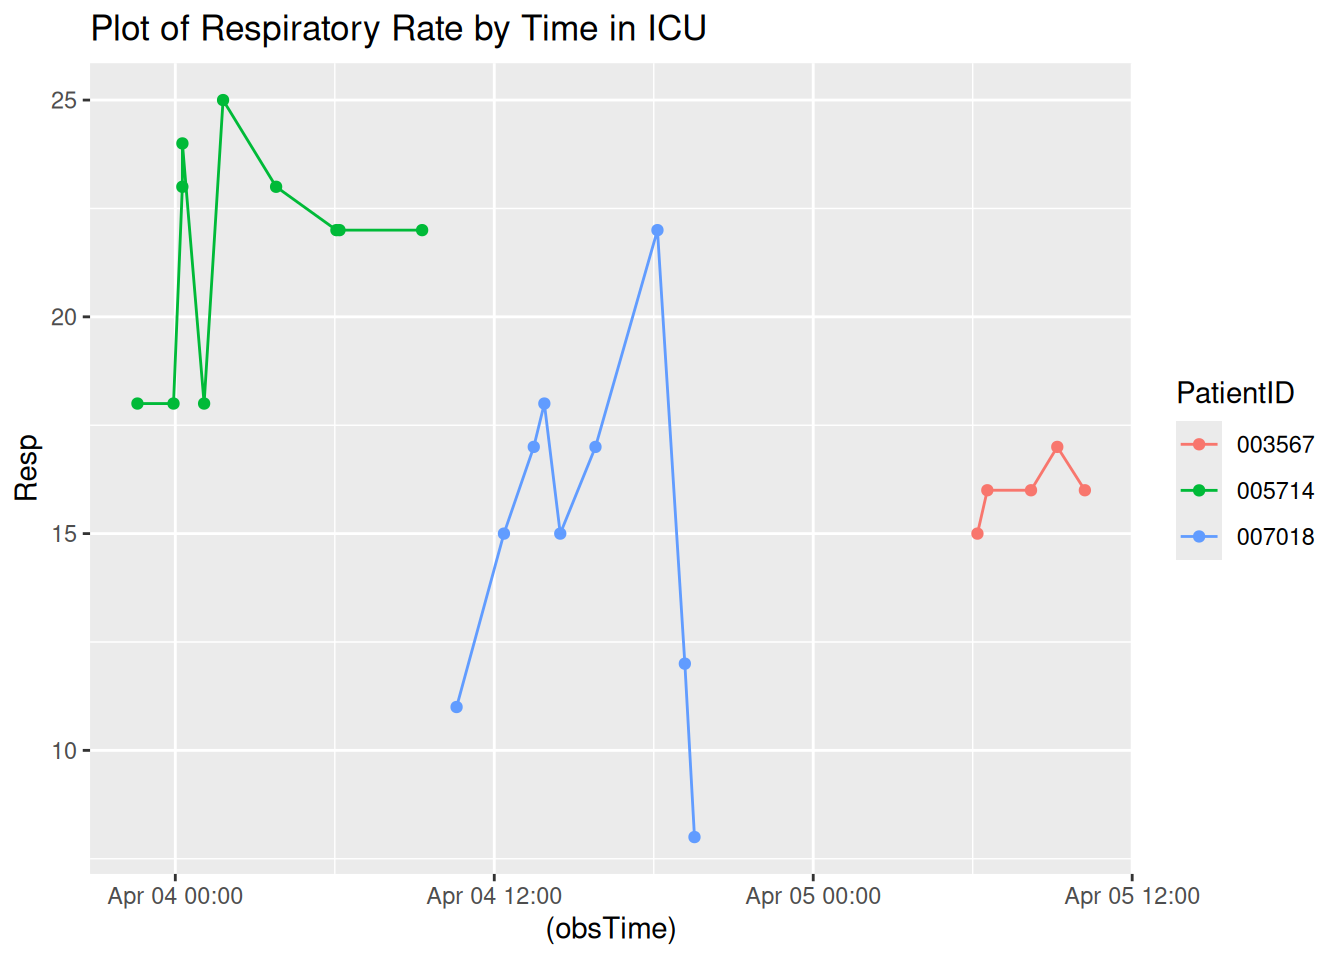 Plot of Respiratory Rate by Time in ICU
25
20
15
10
Resp
Apr 04 00:00
Apr 04 12:00
Apr 05 00:00
Apr 05 12:00
(obsTime)
PatientID
003567
005714
007018